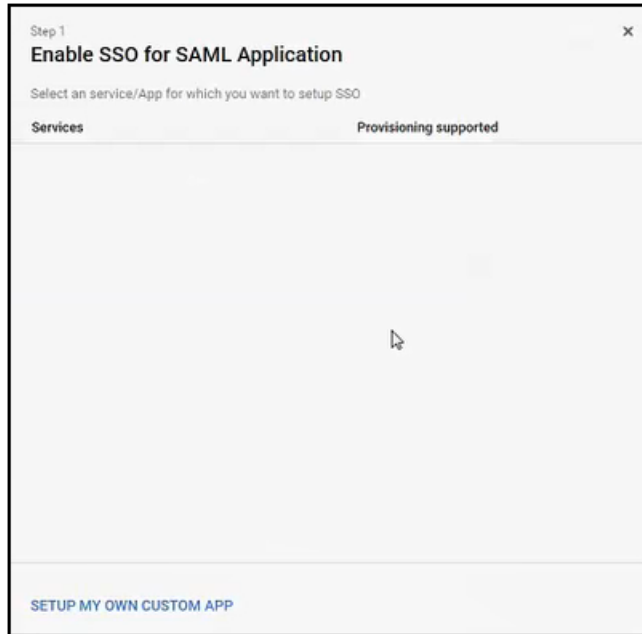 Step 1
Enable SSO for SAML Application
Select an service/App for which you want to setup SSO
Services Provisioning supported
SETUP MY OWN CUSTOM APP